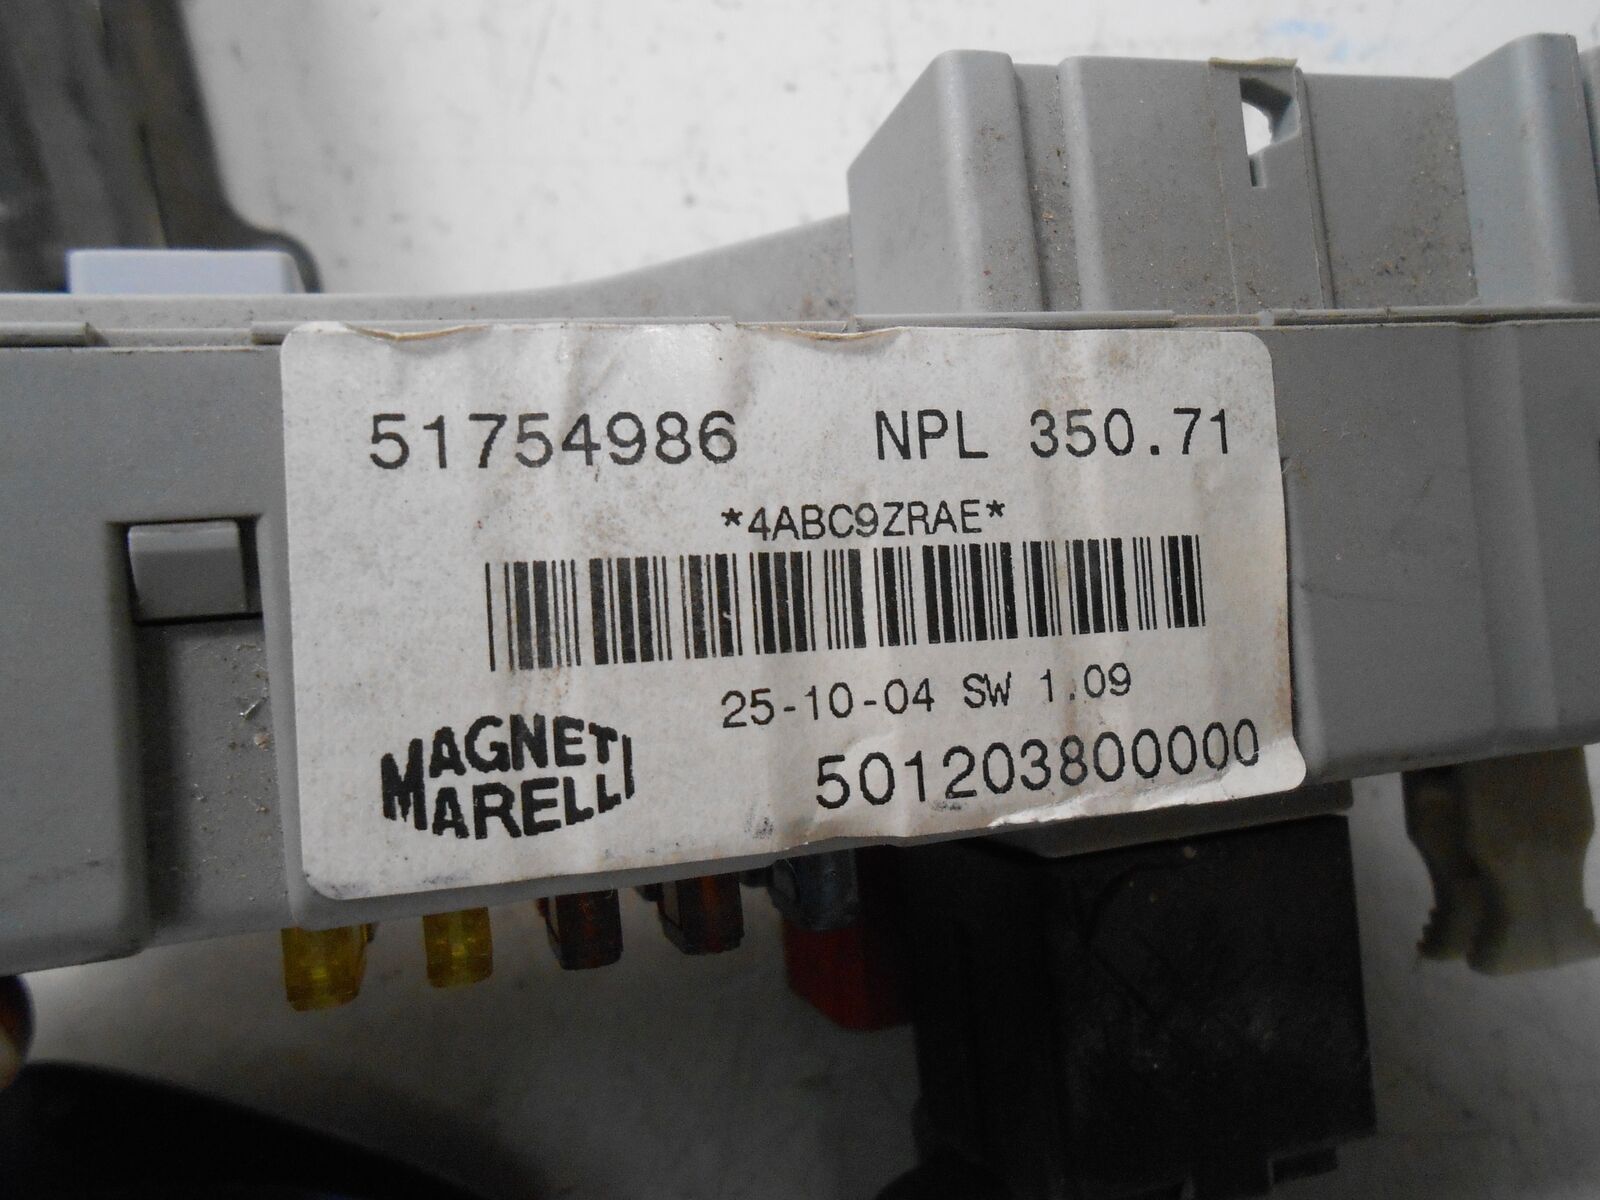 51754986 NPL 350.71
*4ABC9ZRAE*
25-10-04 SW 1.09
MAGNETI
MARELLI
501203800000